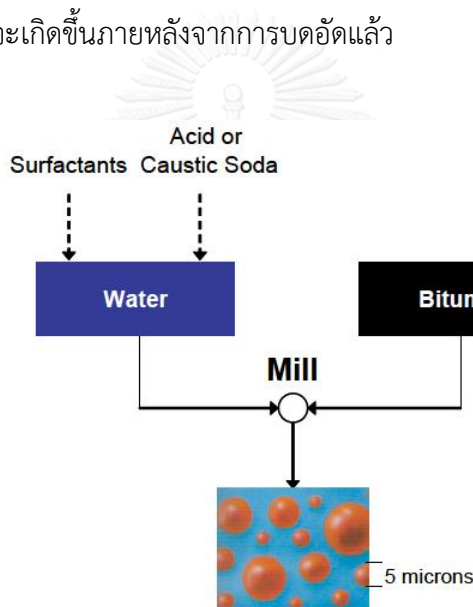 จะเกิดขึ้นภายหลังจากการบดอัดแล้ว
Acid or
Surfactants Caustic Soda
Water
Bitum
Mill
5 microns